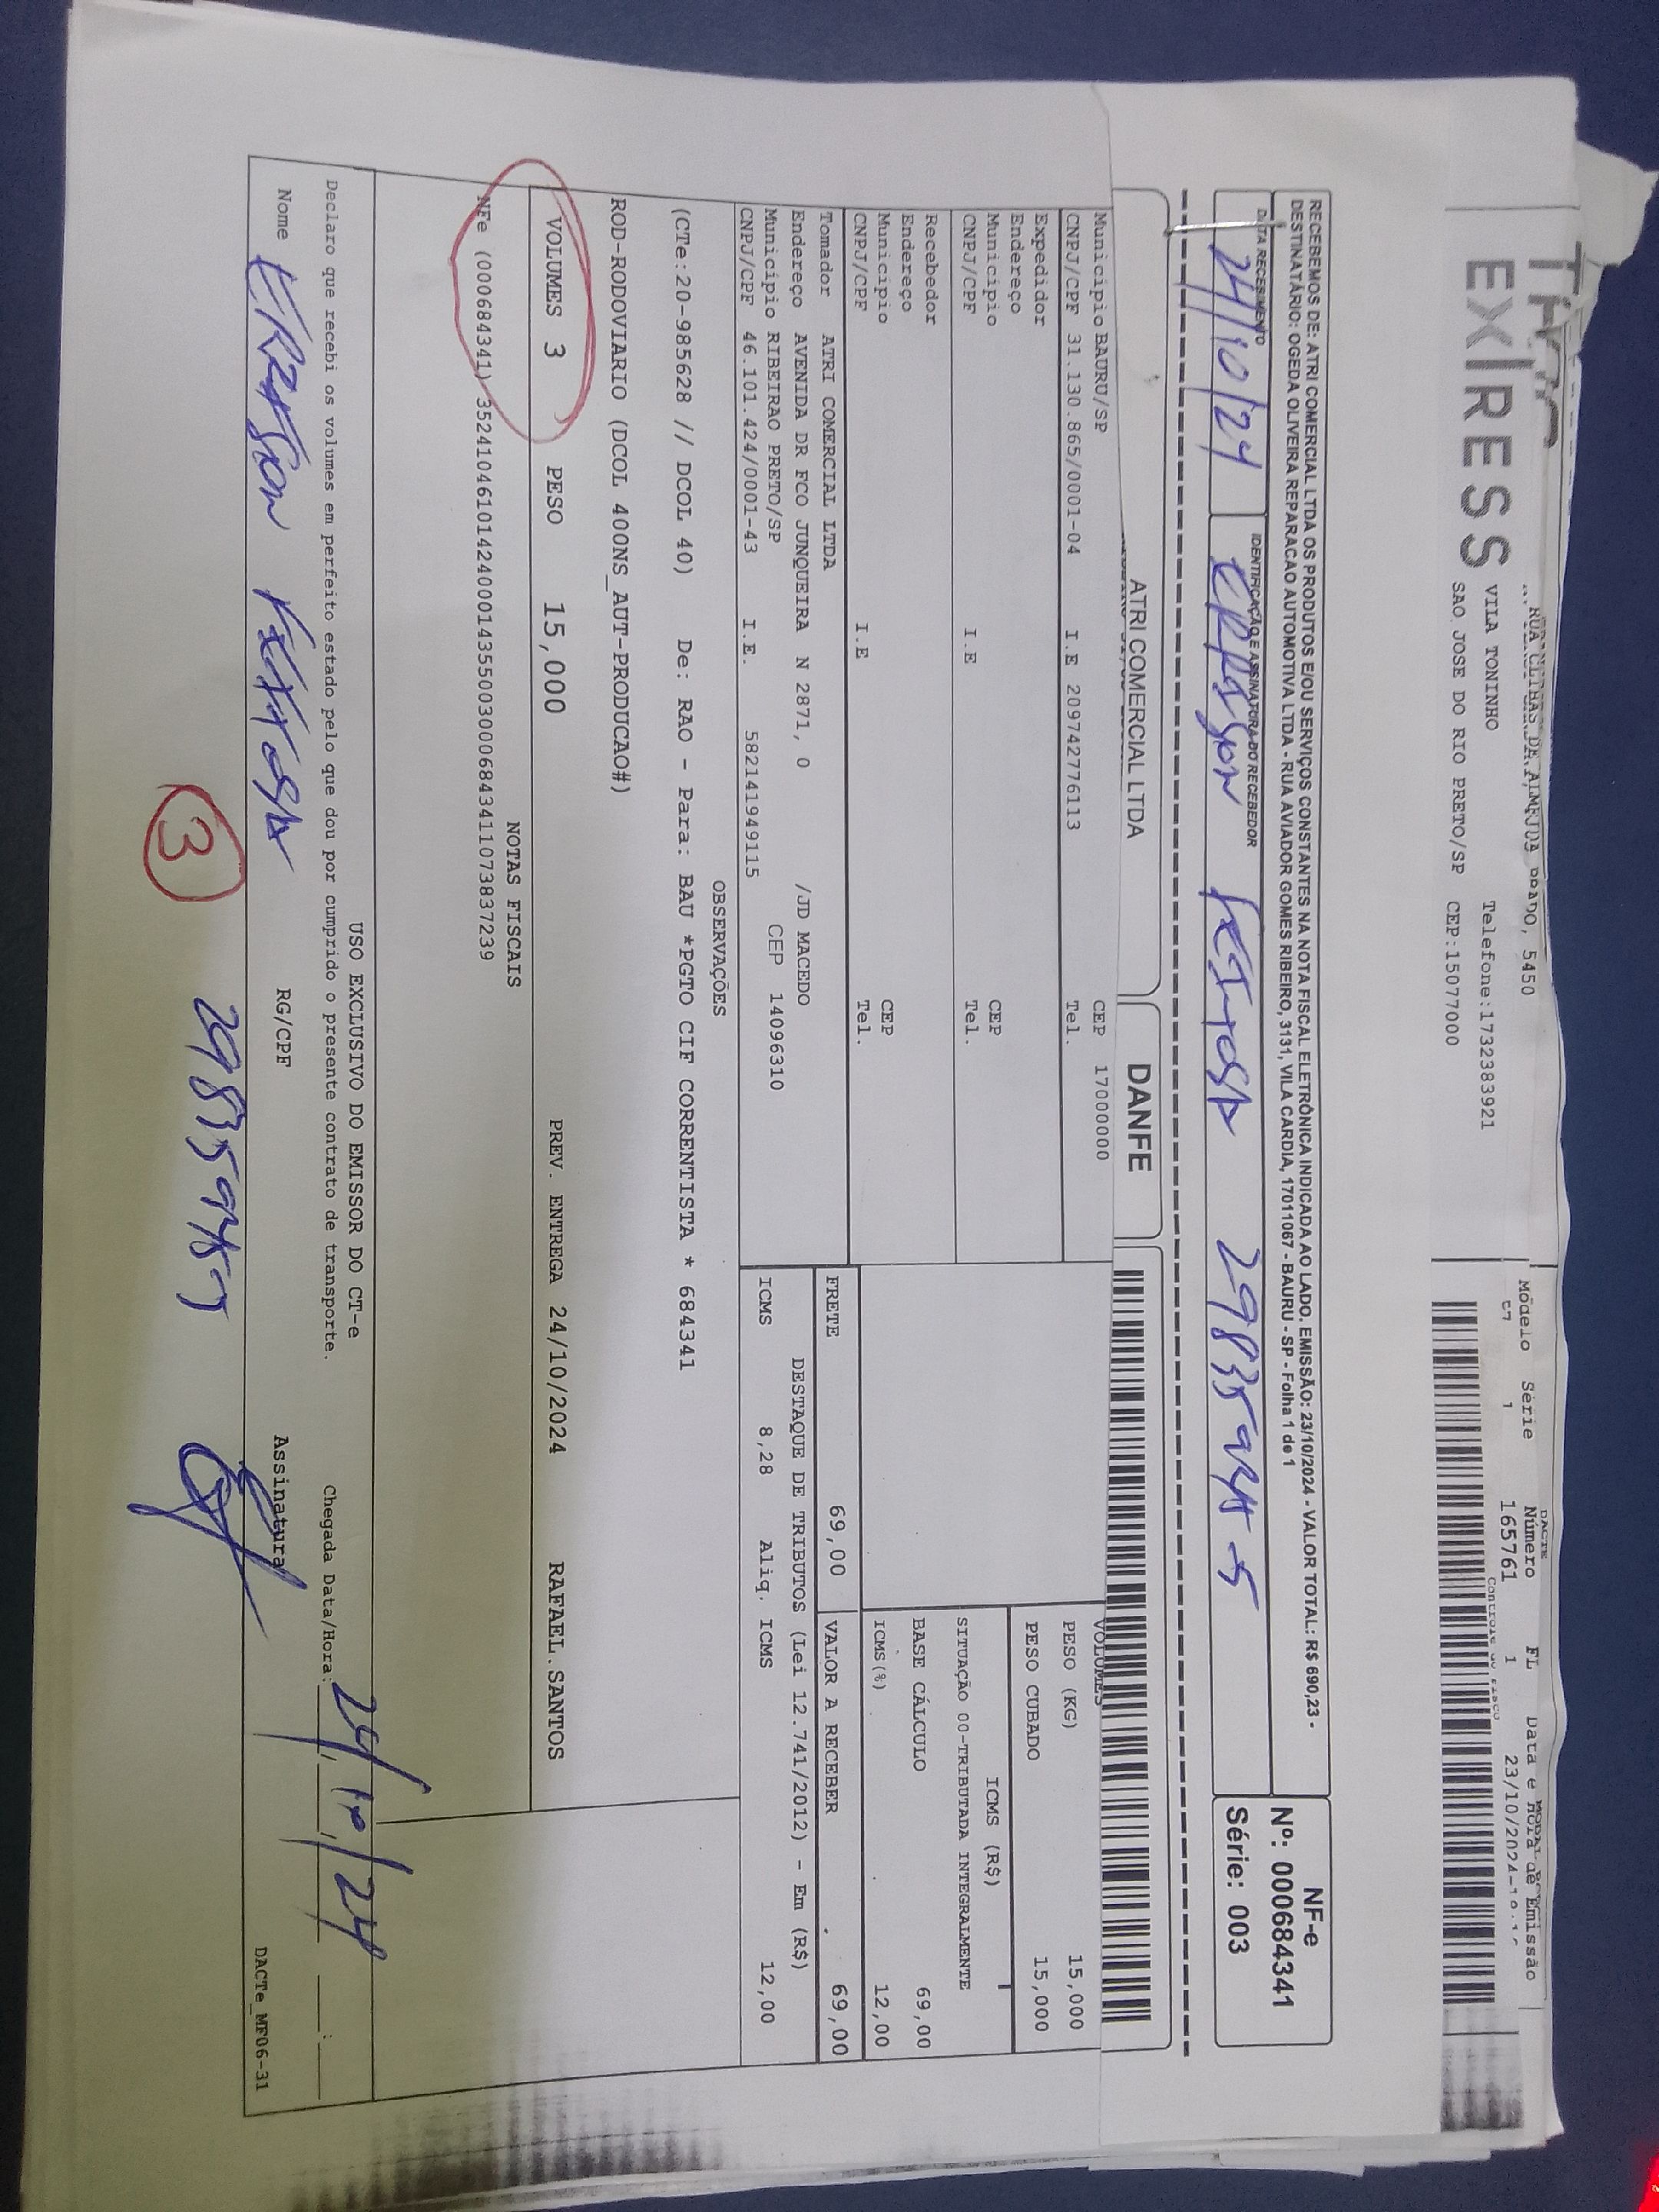 EX|RESS
RUA CALDAS DE ALMEIDA PRADO, 5450
VILA TONINHO Telefone:1732383921
SAO JOSE DO RIO PRETO/SP CEP:15077000
DACTE
Modelo Série Número FL Data e Hora de Emissão
57 1 165761 1 23/10/2024
RECEBEMOS DE: ATRI COMERCIAL LTDA OS PRODUTOS E/OU SERVIÇOS CONSTANTES NA NOTA FISCAL ELETRÔNICA INDICADA AO LADO. EMISSÃO: 23/10/2024 - VALOR TOTAL: R$ 690,23 -
DESTINATÁRIO: OGEDA OLIVEIRA REPARACAO AUTOMOTIVA LTDA - RUA AVIADOR GOMES RIBEIRO, 3131, VILA CARDIA, 17011067 - BAURU - SP - Folha 1 de 1
NF-e
Nº: 000684341
Série: 003
DATA RECEBIMENTO IDENTIFICAÇÃO E ASSINATURA DO RECEBEDOR
24/10/24
ATRI COMERCIAL LTDA DANFE
Municipio BAURU/SP CEP 17000000
CNPJ/CPF 31.130.865/0001-04 I.E 209742776113 Tel.
Expedidor
Endereço
Municipio CEP
CNPJ/CPF I.E Tel.
Recebedor
Endereço
Municipio CEP
CNPJ/CPF I.E Tel.
VOLUMES
PESO (KG) 15,000
PESO CUBADO 15,000
ICMS (R$)
SITUAÇÃO 00-TRIBUTADA INTEGRALMENTE
BASE CÁLCULO 69,00
ICMS(%) 12,00
Tomador ATRI COMERCIAL LTDA
Endereço AVENIDA DR FCO JUNQUEIRA N 2871, 0 /JD MACEDO
Municipio RIBEIRAO PRETO/SP CEP 14096310
CNPJ/CPF 46.101.424/0001-43 I.E. 582141949115
FRETE 69,00 VALOR A RECEBER 69,00
DESTAQUE DE TRIBUTOS (Lei 12.741/2012) - Em (R$)
ICMS 8,28 Aliq. ICMS 12,00
OBSERVAÇÕES
(CTe:20-985628 // DCOL 40) De: RAO - Para: BAU *PGTO CIF CORRENTISTA * 684341
ROD-RODOVIARIO (DCOL 400NS_AUT-PRODUCAO#)
VOLUMES 3 PESO 15,000 PREV. ENTREGA 24/10/2024 RAFAEL.SANTOS
NOTAS FISCAIS
NFe (000684341) 35241046101424000143550030006843411073837239
USO EXCLUSIVO DO EMISSOR DO CT-e
Declaro que recebi os volumes em perfeito estado pelo que dou por cumprido o presente contrato de transporte. Chegada Data/Hora: 24/10/24 :
Nome RG/CPF Assinatura
DACTe_MF06-31
3